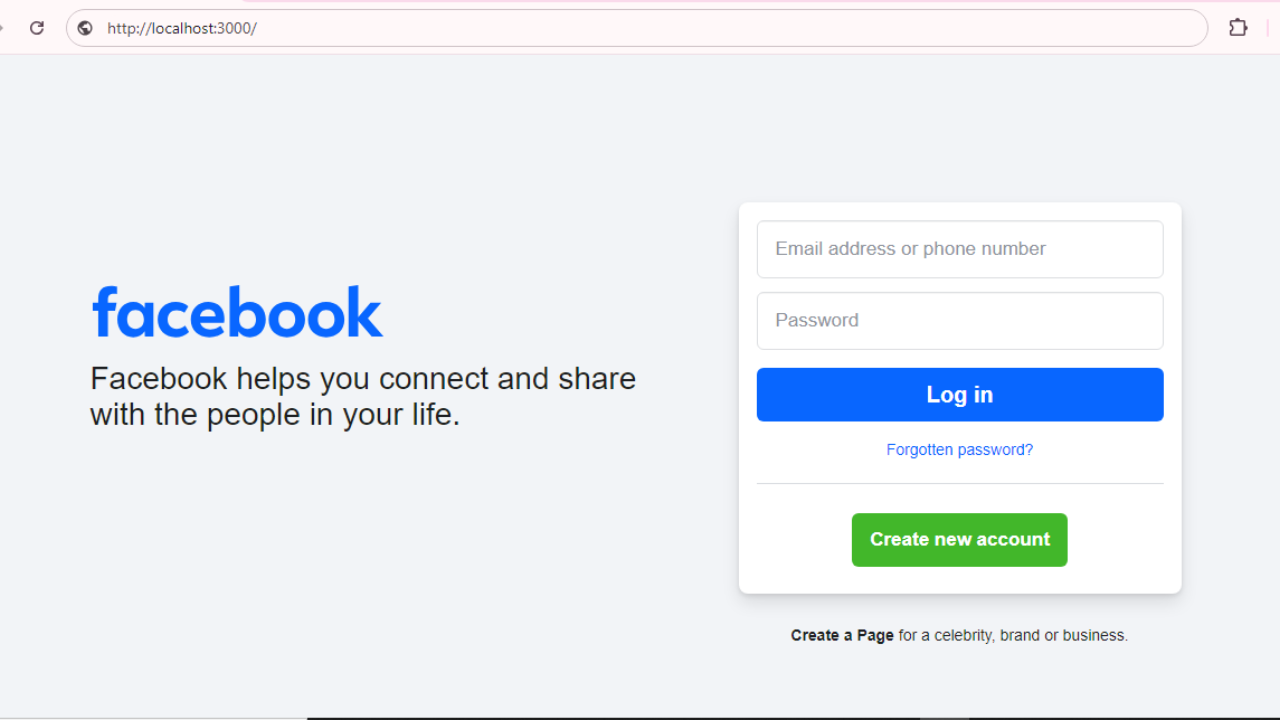 http://localhost:3000/
facebook
Facebook helps you connect and share
with the people in your life.
Email address or phone number
Password
Log in
Forgotten password?
Create new account
Create a Page for a celebrity, brand or business.